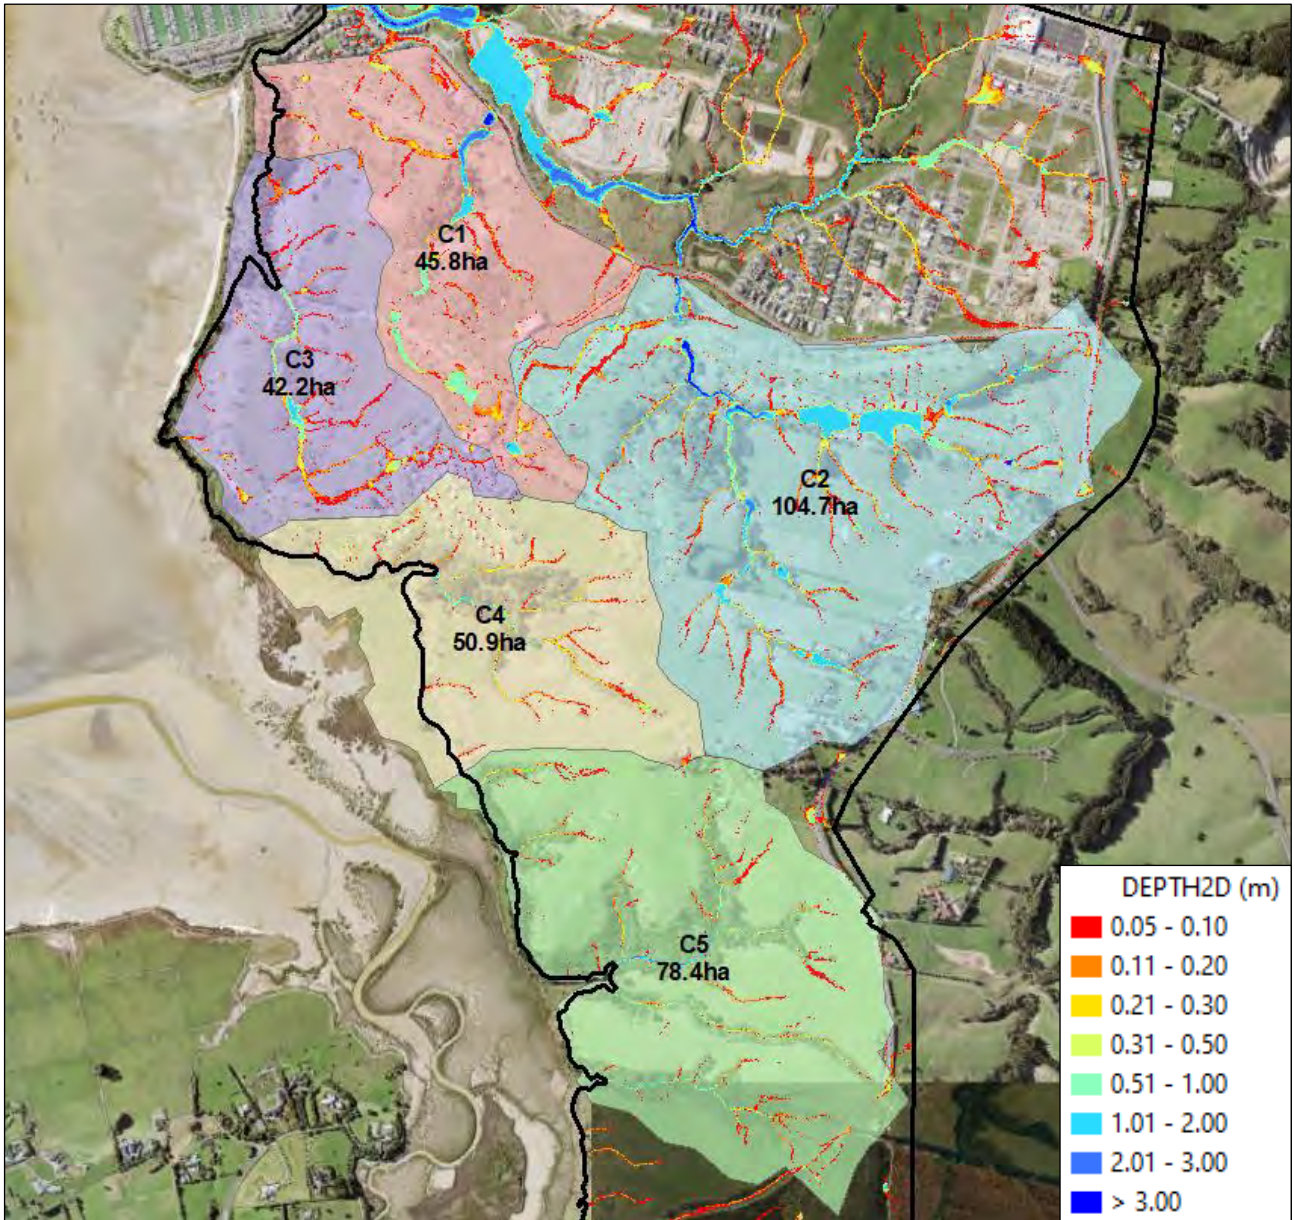 C1
45.8ha
C3
42.2ha
C2
104.7ha
C4
50.9ha
C5
78.4ha
DEPTH2D (m)
0.05 - 0.10
0.11 - 0.20
0.21 - 0.30
0.31 - 0.50
0.51 - 1.00
1.01 - 2.00
2.01 - 3.00
> 3.00